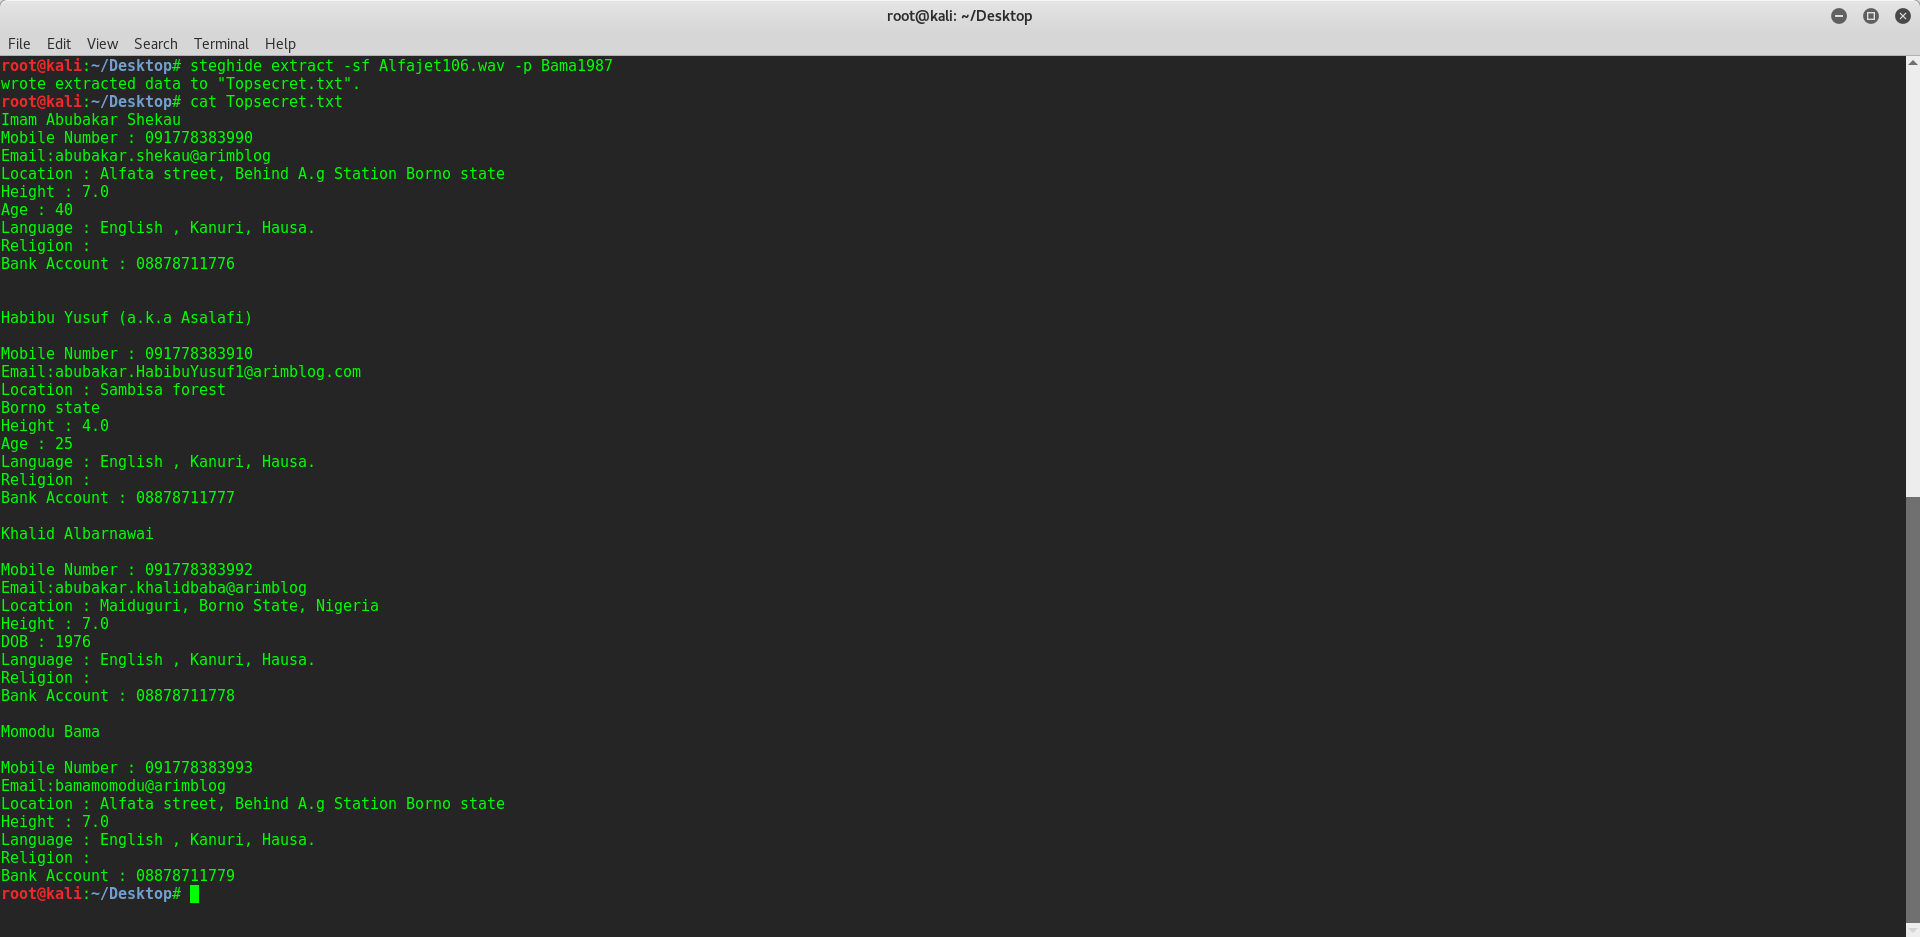 root@kali: ~/Desktop
File Edit View Search Terminal Help
root@kali:~/Desktop# steghide extract -sf Alfajet106.wav -p Bama1987
wrote extracted data to "Topsecret.txt".
root@kali:~/Desktop# cat Topsecret.txt
Imam Abubakar Shekau
Mobile Number : 091778383990
Email:abubakar.shekau@arimblog
Location : Alfata street, Behind A.g Station Borno state
Height : 7.0
Age : 40
Language : English , Kanuri, Hausa.
Religion :
Bank Account : 08878711776
Habibu Yusuf (a.k.a Asalafi)
Mobile Number : 091778383910
Email:abubakar.HabibuYusuf1@arimblog.com
Location : Sambisa forest
Borno state
Height : 4.0
Age : 25
Language : English , Kanuri, Hausa.
Religion :
Bank Account : 08878711777
Khalid Albarnawai
Mobile Number : 091778383992
Email:abubakar.khalidbaba@arimblog
Location : Maiduguri, Borno State, Nigeria
Height : 7.0
DOB : 1976
Language : English , Kanuri, Hausa.
Religion :
Bank Account : 08878711778
Momodu Bama
Mobile Number : 091778383993
Email:bamamomodu@arimblog
Location : Alfata street, Behind A.g Station Borno state
Height : 7.0
Language : English , Kanuri, Hausa.
Religion :
Bank Account : 08878711779
root@kali:~/Desktop#